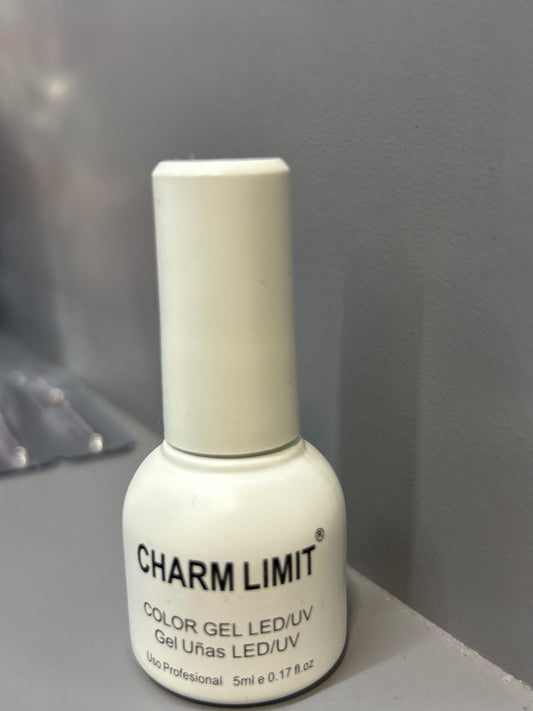 CHARM LIMIT®
COLOR GEL LED/UV
Gel Uñas LED/UV
Uso Profesional 5ml e 0.17 fl.oz